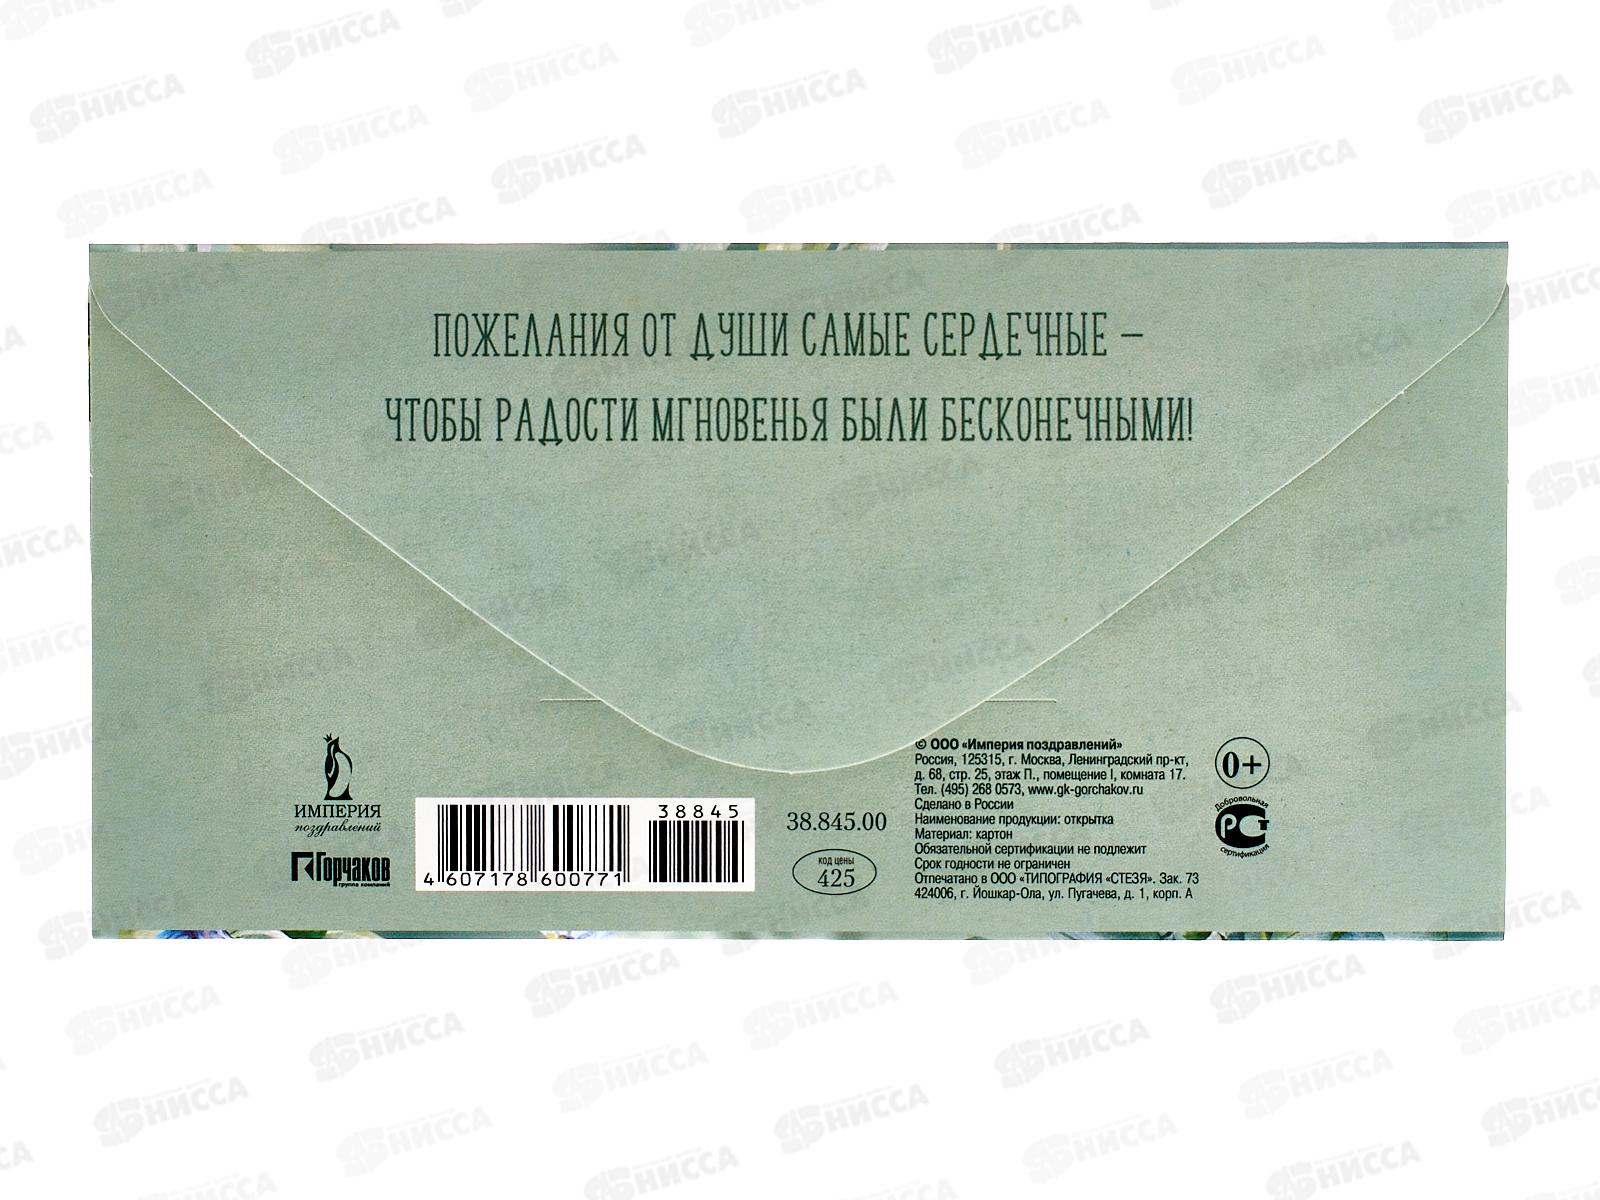 ПОЖЕЛАНИЯ ОТ ДУШИ САМЫЕ СЕРДЕЧНЫЕ –
ЧТОБЫ РАДОСТИ МГНОВЕНЬЯ БЫЛИ БЕСКОНЕЧНЫМИ!
ИМПЕРИЯ
поздравлений
Горчаков
группа компаний
38845
4 607178 600771
38.845.00
код цены
425
© ООО «Империя поздравлений»
Россия, 125315, г. Москва, Ленинградский пр-кт,
д. 68, стр. 25, этаж П., помещение I, комната 17.
Тел. (495) 268 0573, www.gk-gorchakov.ru
Сделано в России
Наименование продукции: открытка
Материал: картон
Обязательной сертификации не подлежит
Срок годности не ограничен
Отпечатано в ООО «ТИПОГРАФИЯ «СТЕЗЯ». Зак. 73
424006, г. Йошкар-Ола, ул. Пугачева, д. 1, корп. А
0+
Добровольная
РСТ
сертификация
НИССА